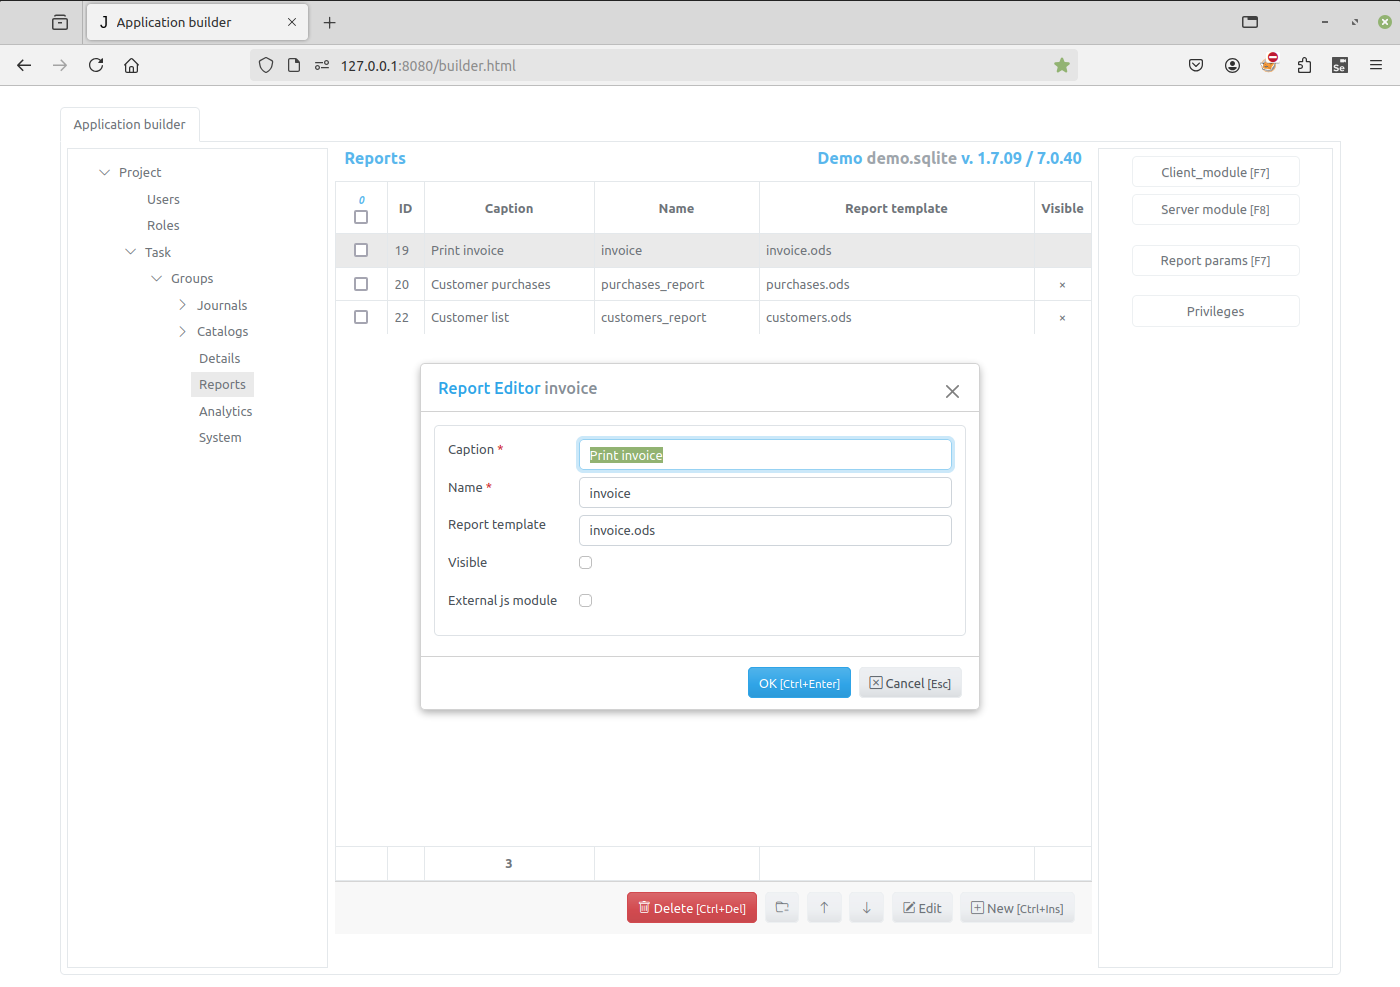 J Application builder
127.0.0.1:8080/builder.html
Se
Application builder
Project
Users
Roles
Task
Groups
Journals
Catalogs
Details
Reports
Analytics
System
Reports
Demo demo.sqlite v. 1.7.09 / 7.0.40
0
ID Caption Name Report template Visible
19 Print invoice invoice invoice.ods
20 Customer purchases purchases_report purchases.ods ×
22 Customer list customers_report customers.ods ×
Report Editor invoice
Caption * Print invoice
Name * invoice
Report template invoice.ods
Visible
External js module
OK [Ctrl+Enter] Cancel [Esc]
3
Delete [Ctrl+Del] Edit New [Ctrl+Ins]
Client_module [F7]
Server module [F8]
Report params [F7]
Privileges